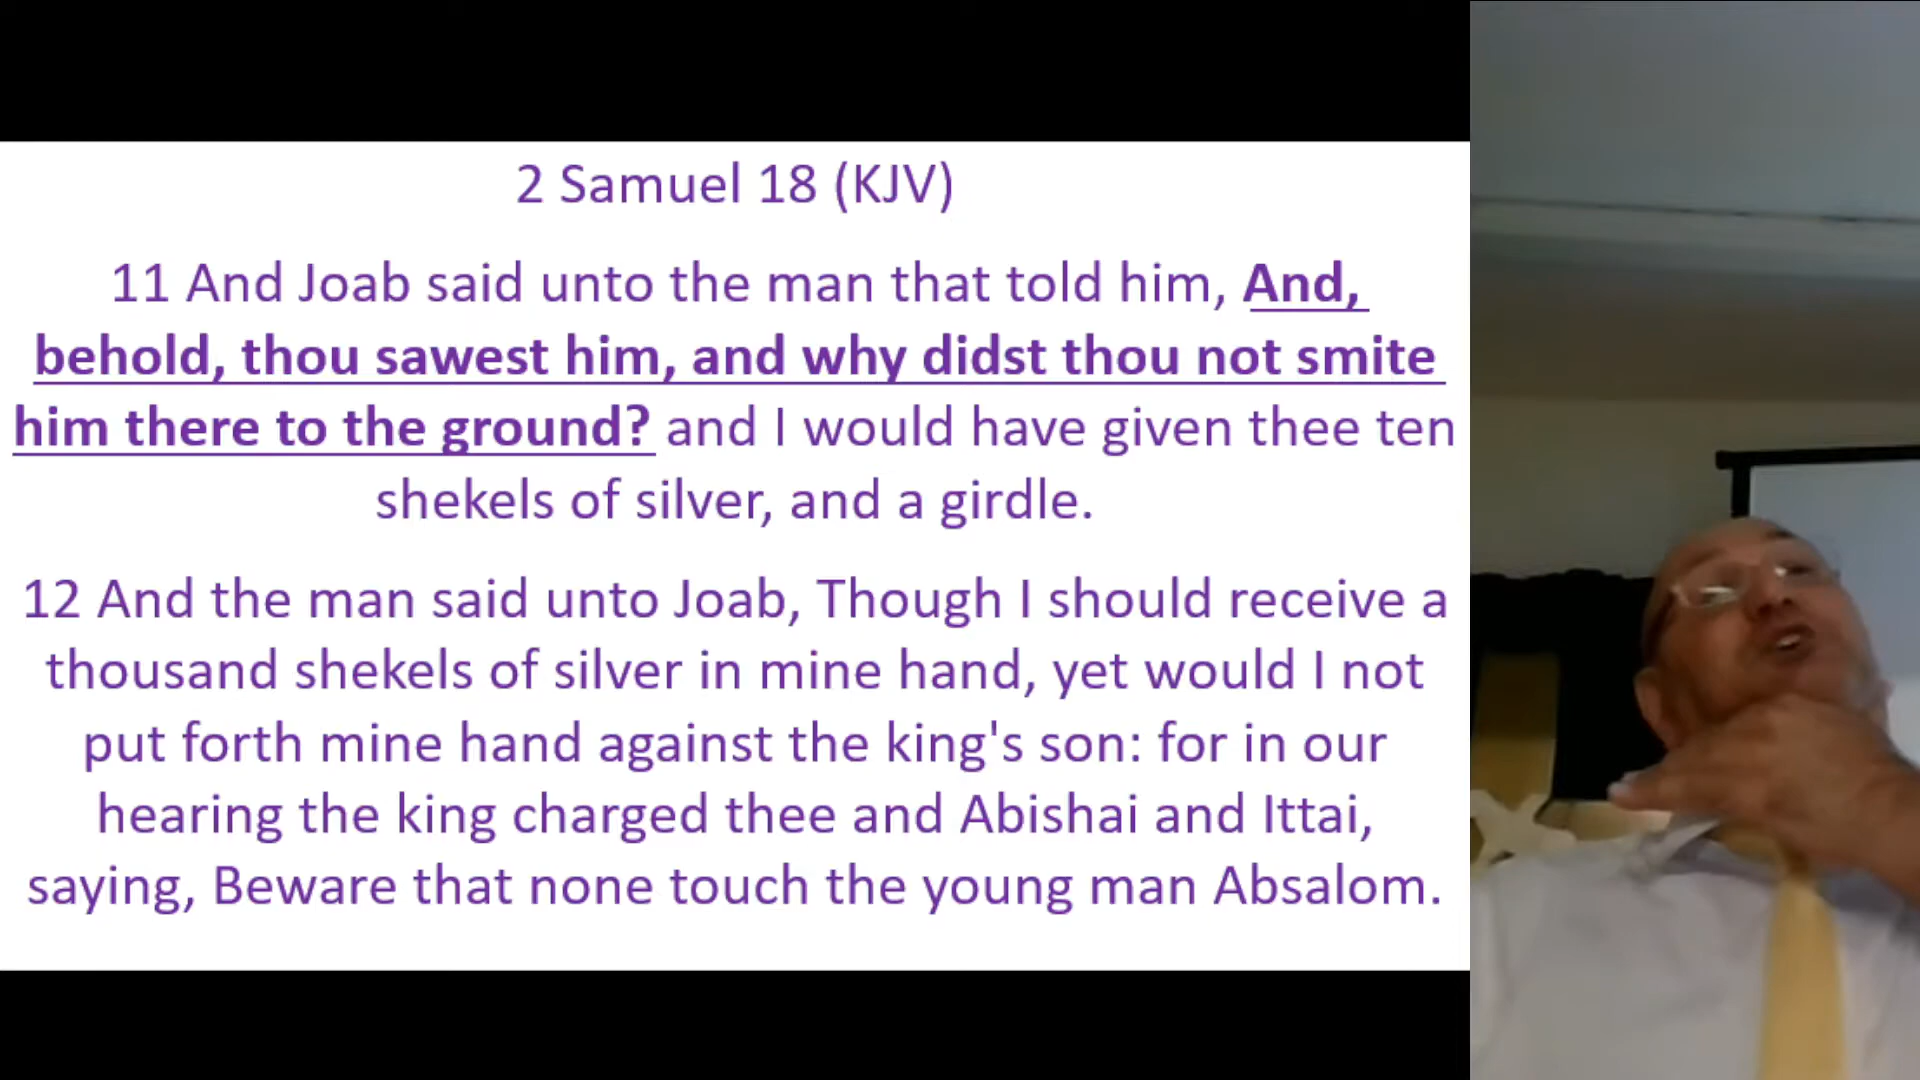 2 Samuel 18 (KJV)
11 And Joab said unto the man that told him, And,
behold, thou sawest him, and why didst thou not smite
him there to the ground? and I would have given thee ten
shekels of silver, and a girdle.
12 And the man said unto Joab, Though I should receive a
thousand shekels of silver in mine hand, yet would I not
put forth mine hand against the king's son: for in our
hearing the king charged thee and Abishai and Ittai,
saying, Beware that none touch the young man Absalom.